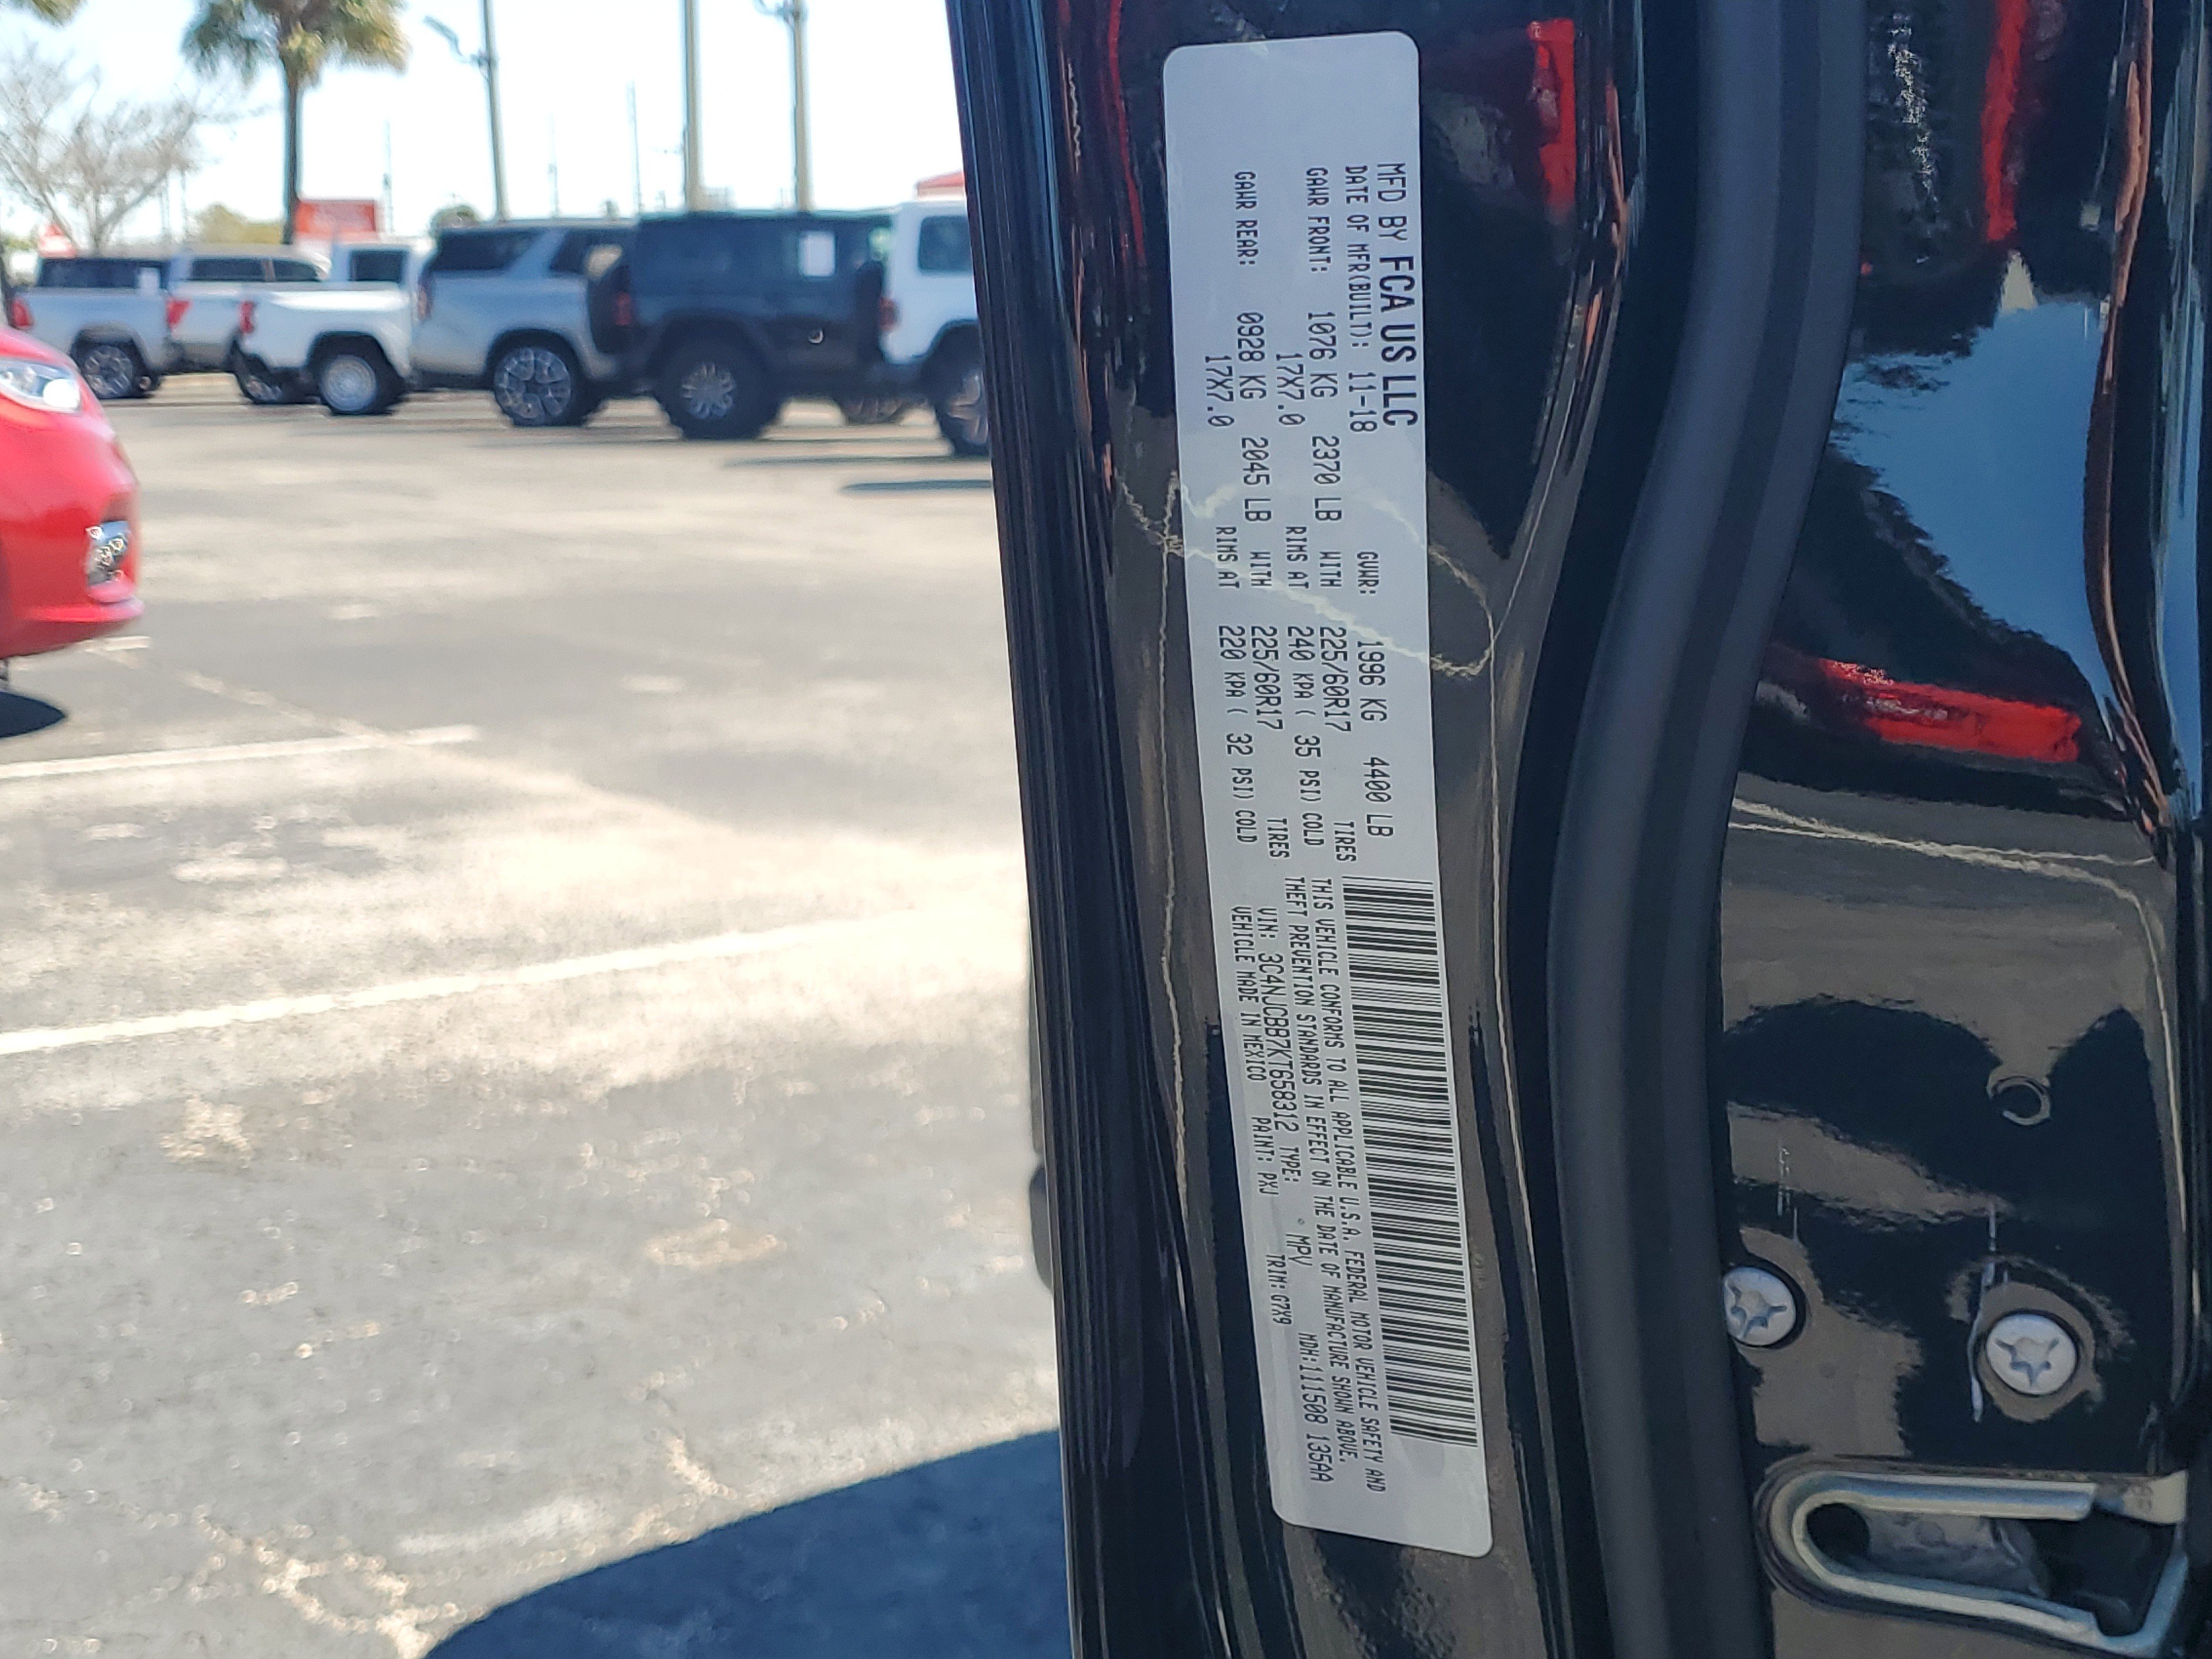 MFD BY FCA US LLC
DATE OF MFR(BUILT): 11-18 GVWR: 1996 KG 4400 LB
GAWR FRONT: 1076 KG 2370 LB WITH 225/60R17 TIRES
17X7.0 RIMS AT 240 KPA ( 35 PSI) COLD
GAWR REAR: 0928 KG 2045 LB WITH 225/60R17 TIRES
17X7.0 RIMS AT 220 KPA ( 32 PSI) COLD
THIS VEHICLE CONFORMS TO ALL APPLICABLE U.S.A. FEDERAL MOTOR VEHICLE SAFETY AND
THEFT PREVENTION STANDARDS IN EFFECT ON THE DATE OF MANUFACTURE SHOWN ABOVE.
VIN: 3C4NJCBB7KT658312 TYPE: MPV MDH:111508 135AA
VEHICLE MADE IN MEXICO PAINT: PXJ TRIM: G7X9